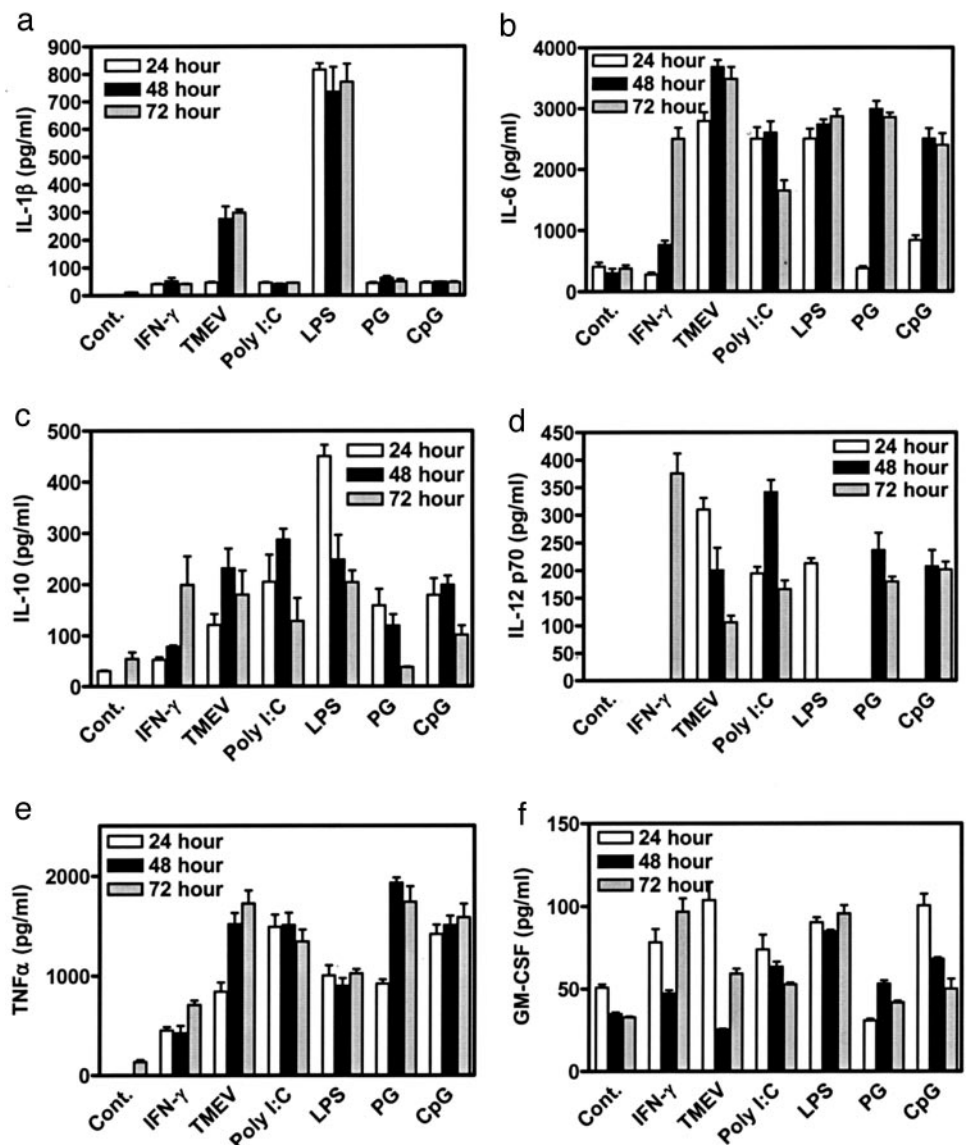 a
900
800
700
600
500
400
300
200
100
0
IL-1β (pg/ml)
24 hour
48 hour
72 hour
Cont.
IFN-γ
TMEV
Poly I:C
LPS
PG
CpG
b
4000
3000
2000
1000
0
IL-6 (pg/ml)
24 hour
48 hour
72 hour
Cont.
IFN-γ
TMEV
Poly I:C
LPS
PG
CpG
c
500
400
300
200
100
0
IL-10 (pg/ml)
24 hour
48 hour
72 hour
Cont.
IFN-γ
TMEV
Poly I:C
LPS
PG
CpG
d
450
400
350
300
250
200
150
100
50
0
IL-12 p70 (pg/ml)
24 hour
48 hour
72 hour
Cont.
IFN-γ
TMEV
Poly I:C
LPS
PG
CpG
e
2000
1000
0
TNFα (pg/ml)
24 hour
48 hour
72 hour
Cont.
IFN-γ
TMEV
Poly I:C
LPS
PG
CpG
f
150
100
50
0
GM-CSF (pg/ml)
24 hour
48 hour
72 hour
Cont.
IFN-γ
TMEV
Poly I:C
LPS
PG
CpG